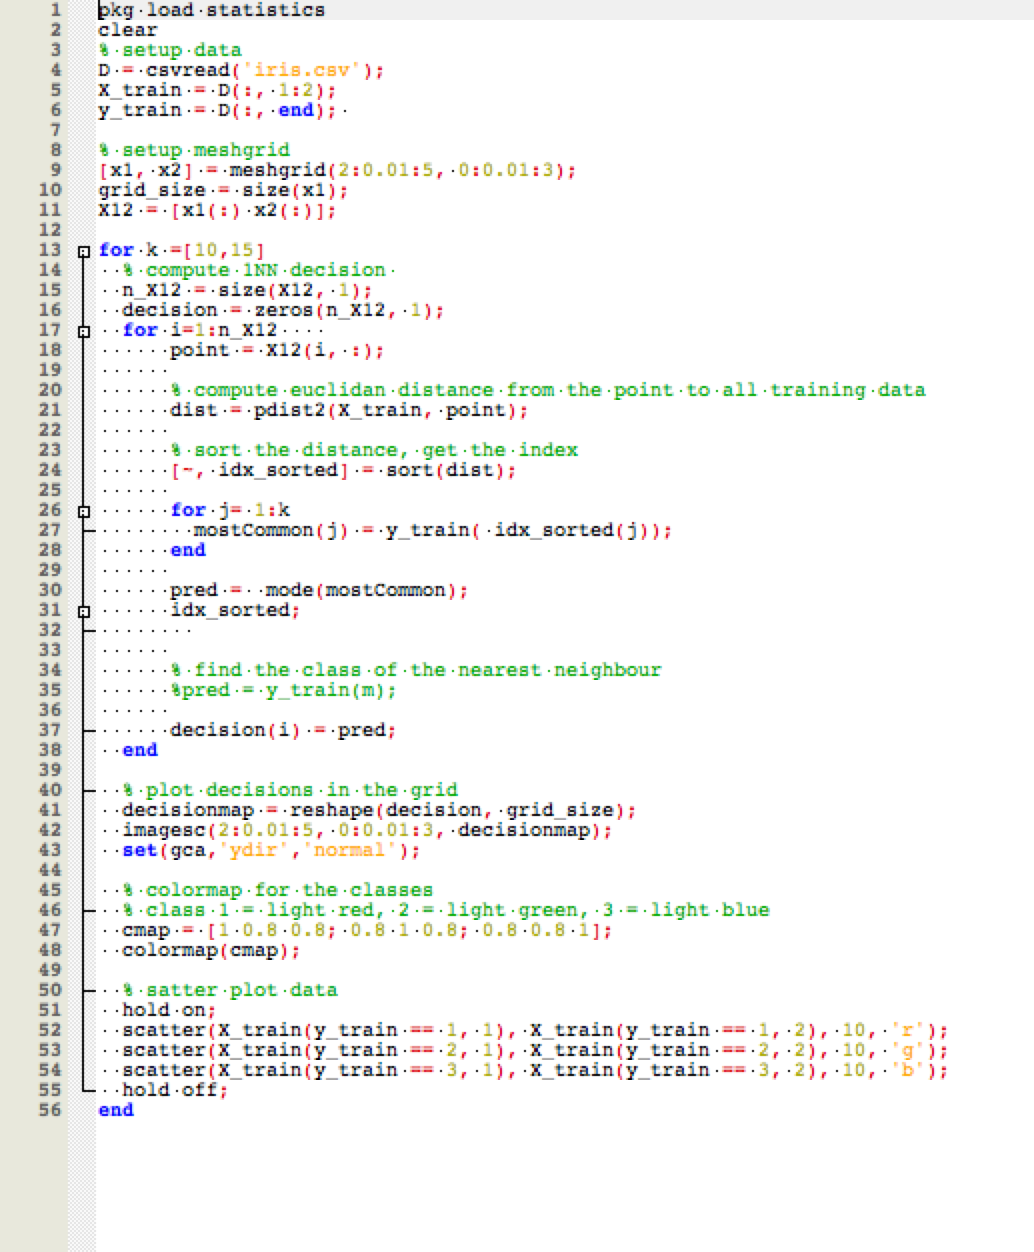 1 pkg load statistics
2 clear
3 % setup data
4 D = csvread('iris.csv');
5 X_train = D(:, 1:2);
6 y_train = D(:, end);
7
8 % setup meshgrid
9 [x1, x2] = meshgrid(2:0.01:5, 0:0.01:3);
10 grid_size = size(x1);
11 X12 = [x1(:) x2(:)];
12
13 for k =[10,15]
14 % compute 1NN decision
15 n_X12 = size(X12, 1);
16 decision = zeros(n_X12, 1);
17 for i=1:n_X12
18 point = X12(i, :);
19
20 % compute euclidan distance from the point to all training data
21 dist = pdist2(X_train, point);
22
23 % sort the distance, get the index
24 [~, idx_sorted] = sort(dist);
25
26 for j= 1:k
27 mostCommon(j) = y_train( idx_sorted(j));
28 end
29
30 pred =  mode(mostCommon);
31 idx_sorted;
32
33
34 % find the class of the nearest neighbour
35 %pred = y_train(m);
36
37 decision(i) = pred;
38 end
39
40 % plot decisions in the grid
41 decisionmap = reshape(decision, grid_size);
42 imagesc(2:0.01:5, 0:0.01:3, decisionmap);
43 set(gca,'ydir','normal');
44
45 % colormap for the classes
46 % class 1 = light red, 2 = light green, 3 = light blue
47 cmap = [1 0.8 0.8; 0.8 1 0.8; 0.8 0.8 1];
48 colormap(cmap);
49
50 % satter plot data
51 hold on;
52 scatter(X_train(y_train == 1, 1), X_train(y_train == 1, 2), 10, 'r');
53 scatter(X_train(y_train == 2, 1), X_train(y_train == 2, 2), 10, 'g');
54 scatter(X_train(y_train == 3, 1), X_train(y_train == 3, 2), 10, 'b');
55 hold off;
56 end